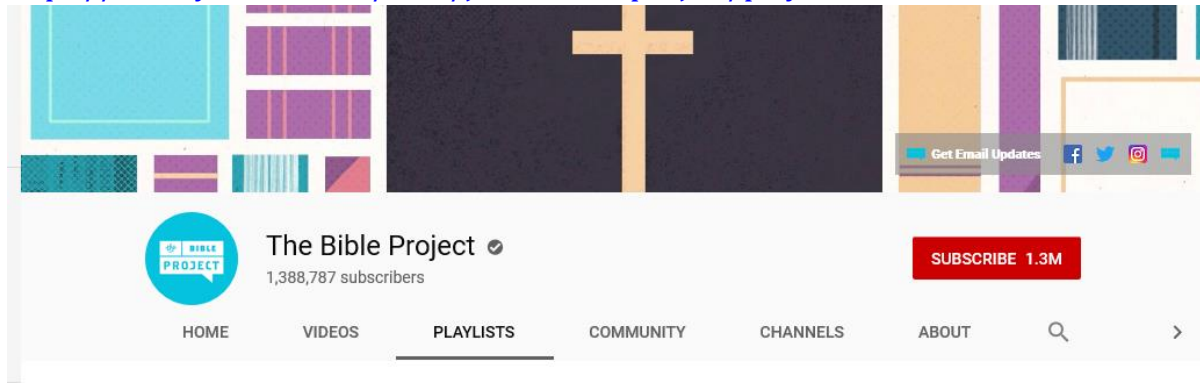 Get Email Updates
BIBLE
PROJECT
The Bible Project
1,388,787 subscribers
SUBSCRIBE 1.3M
HOME VIDEOS PLAYLISTS COMMUNITY CHANNELS ABOUT